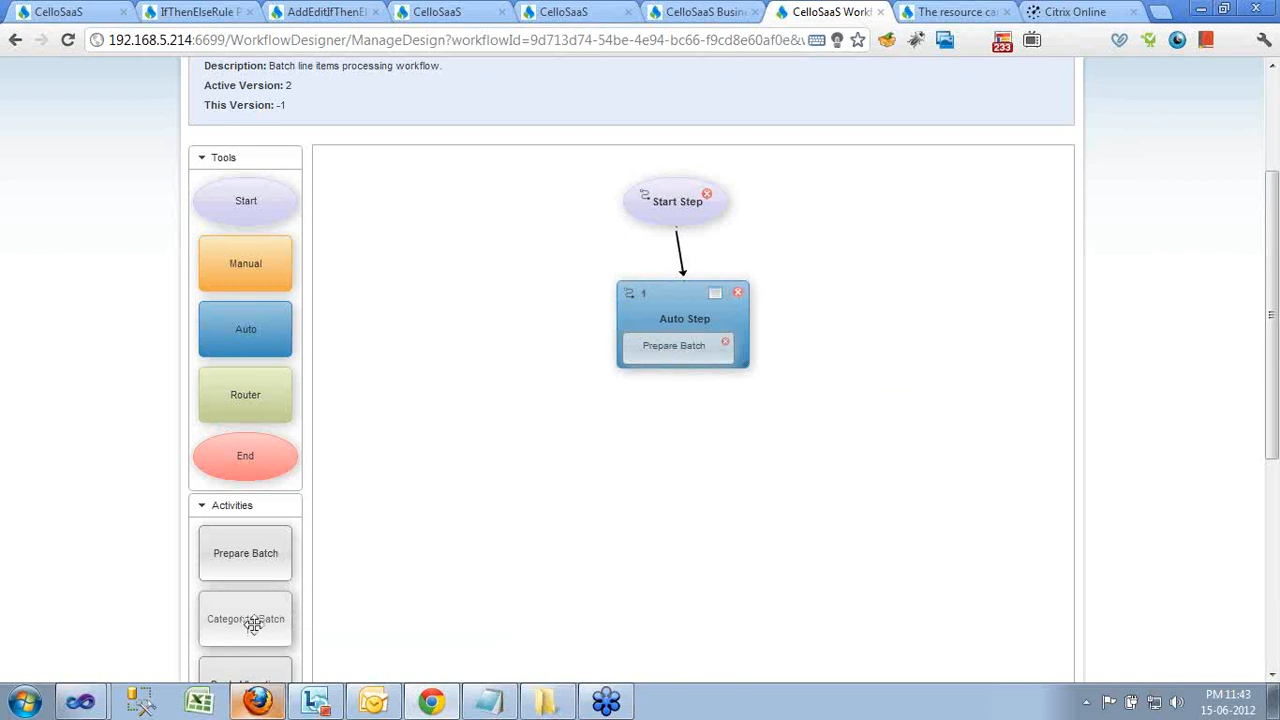 CelloSaaS
IfThenElseRule P
AddEditIfThenEl
CelloSaaS
CelloSaaS
CelloSaaS Busin
CelloSaaS Workf
The resource ca
Citrix Online
192.168.5.214:6699/WorkflowDesigner/ManageDesign?workflowId=9d713d74-54be-4e94-bc66-f9cd8e60af0e&v
233
Description: Batch line items processing workflow.
Active Version: 2
This Version: -1
Tools
Start
Manual
Auto
Router
End
Activities
Prepare Batch
Start Step
1
Auto Step
Prepare Batch
PM 11:43
15-06-2012